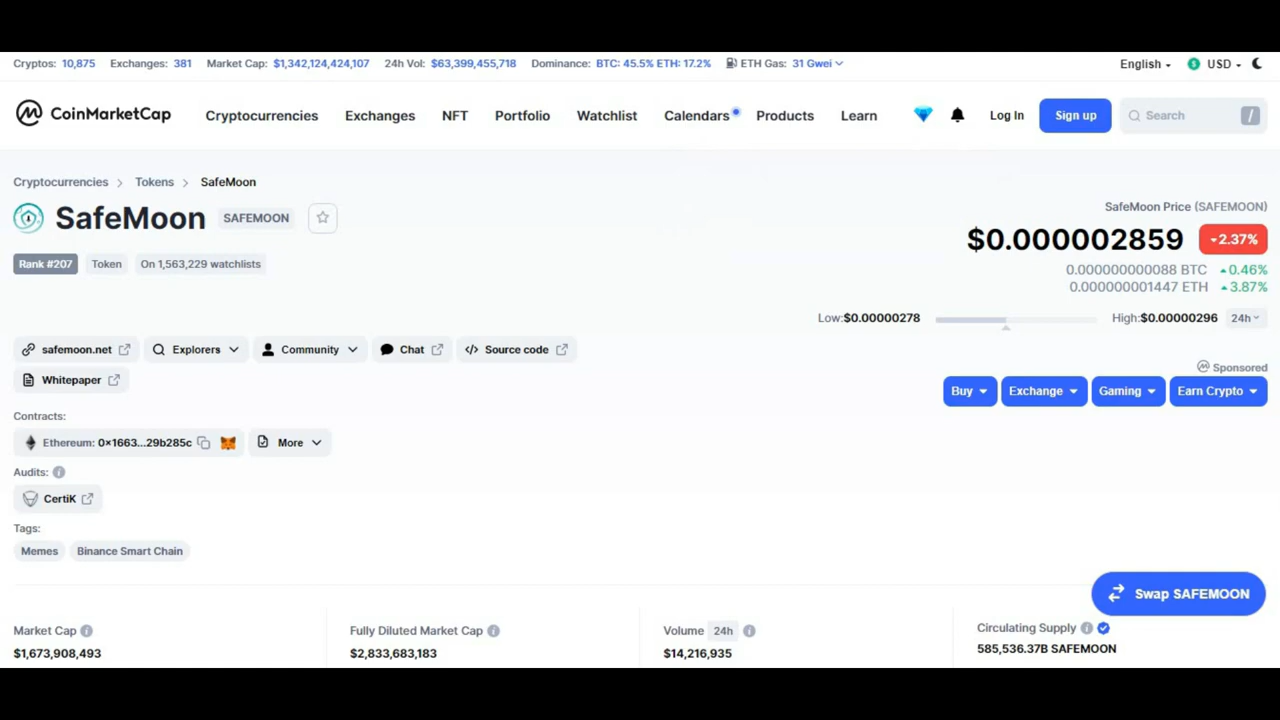 Cryptos: 10,875 Exchanges: 381 Market Cap: $1,342,124,424,107 24h Vol: $63,399,455,718 Dominance: BTC: 45.5% ETH: 17.2% ETH Gas: 31 Gwei English USD
CoinMarketCap Cryptocurrencies Exchanges NFT Portfolio Watchlist Calendars Products Learn Log In Sign up Search /
Cryptocurrencies > Tokens > SafeMoon
SafeMoon SAFEMOON
Rank #207 Token On 1,563,229 watchlists
SafeMoon Price (SAFEMOON)
$0.000002859 2.37%
0.000000000088 BTC 0.46%
0.000000001447 ETH 3.87%
Low:$0.00000278 High:$0.00000296 24h
safemoon.net Explorers Community Chat Source code
Whitepaper
Sponsored
Buy Exchange Gaming Earn Crypto
Contracts:
Ethereum: 0x1663...29b285c More
Audits:
CertiK
Tags:
Memes Binance Smart Chain
Swap SAFEMOON
Market Cap Fully Diluted Market Cap Volume 24h Circulating Supply
$1,673,908,493 $2,833,683,183 $14,216,935 585,536.37B SAFEMOON